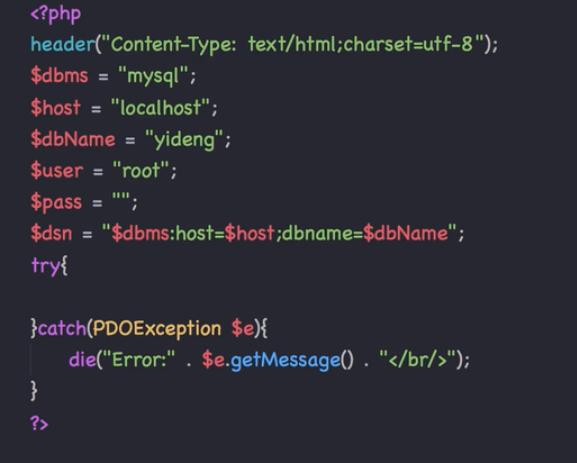 <?php
header("Content-Type: text/html;charset=utf-8");
$dbms = "mysql";
$host = "localhost";
$dbName = "yideng";
$user = "root";
$pass = "";
$dsn = "$dbms:host=$host;dbname=$dbName";
try{
}catch(PDOException $e){
die("Error:" . $e.getMessage() . "</br/>");
}
?>